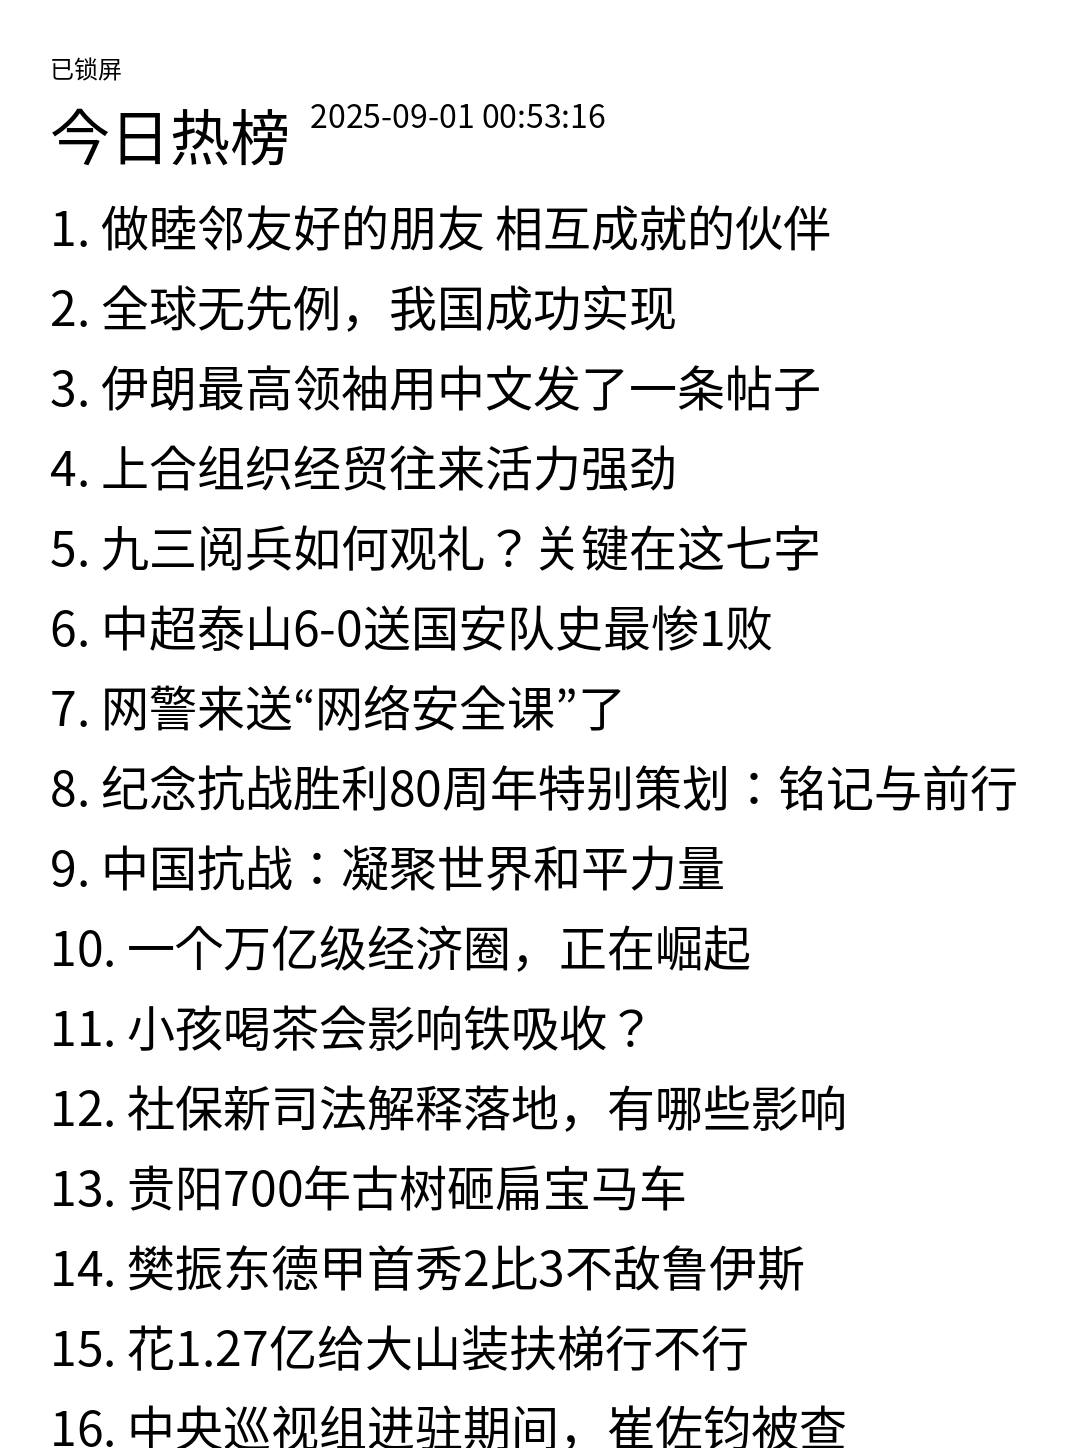 已锁屏
今日热榜 2025-09-01 00:53:16
1. 做睦邻友好的朋友 相互成就的伙伴
2. 全球无先例，我国成功实现
3. 伊朗最高领袖用中文发了一条帖子
4. 上合组织经贸往来活力强劲
5. 九三阅兵如何观礼？关键在这七字
6. 中超泰山6-0送国安队史最惨1败
7. 网警来送“网络安全课”了
8. 纪念抗战胜利80周年特别策划：铭记与前行
9. 中国抗战：凝聚世界和平力量
10. 一个万亿级经济圈，正在崛起
11. 小孩喝茶会影响铁吸收？
12. 社保新司法解释落地，有哪些影响
13. 贵阳700年古树砸扁宝马车
14. 樊振东德甲首秀2比3不敌鲁伊斯
15. 花1.27亿给大山装扶梯行不行
16. 中央巡视组进驻期间，崔佐钧被查